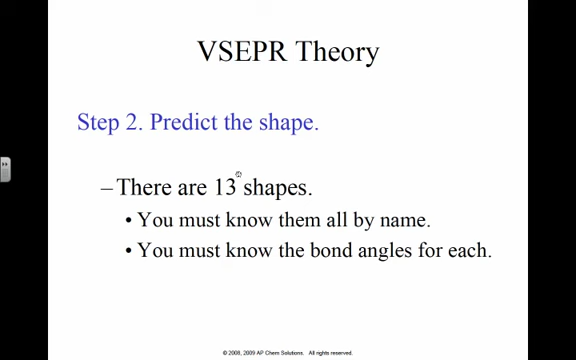 VSEPR Theory
Step 2. Predict the shape.
– There are 13 shapes.
• You must know them all by name.
• You must know the bond angles for each.
© 2008, 2009 AP Chem Solutions. All rights reserved.